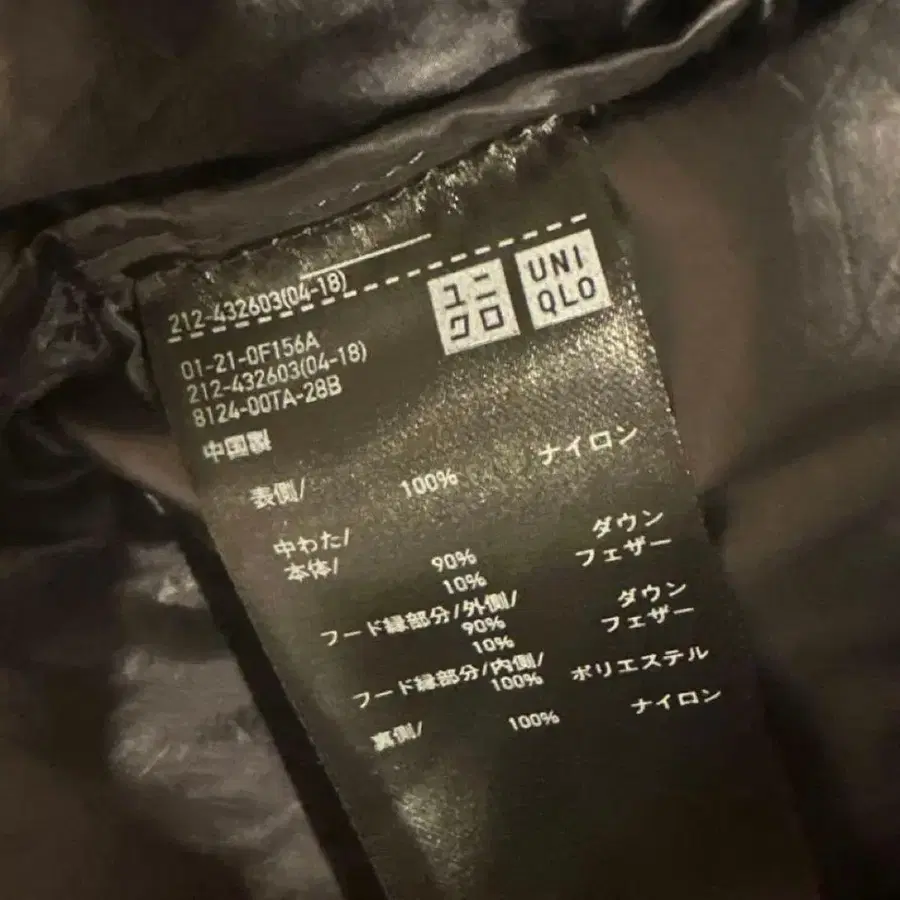 212-432603(04-18)
ユニ
クロ
UNI
QLO
01-21-0F156A
212-432603(04-18)
8124-00TA-28B
中国製
表側/ 100% ナイロン
中わた/
本体/ 90% ダウン
10% フェザー
フード縁部分/外側/
90% ダウン
10% フェザー
フード縁部分/内側/
100% ポリエステル
裏側/ 100% ナイロン